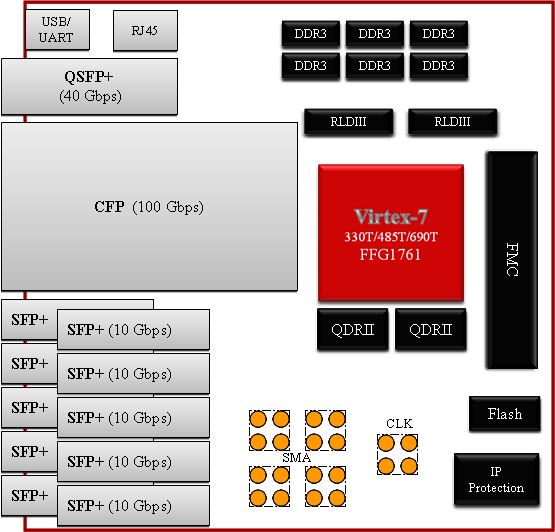 USB/
UART
RJ45
DDR3 DDR3 DDR3
DDR3 DDR3 DDR3
QSFP+
(40 Gbps)
RLDIII RLDIII
CFP (100 Gbps)
Virtex-7
330T/485T/690T
FFG1761
FMC
QDRII QDRII
SFP+
SFP+ (10 Gbps)
SFP+
SFP+ (10 Gbps)
SFP+
SFP+ (10 Gbps)
SFP+
SFP+ (10 Gbps)
SFP+
SFP+ (10 Gbps)
CLK
SMA
Flash
IP
Protection